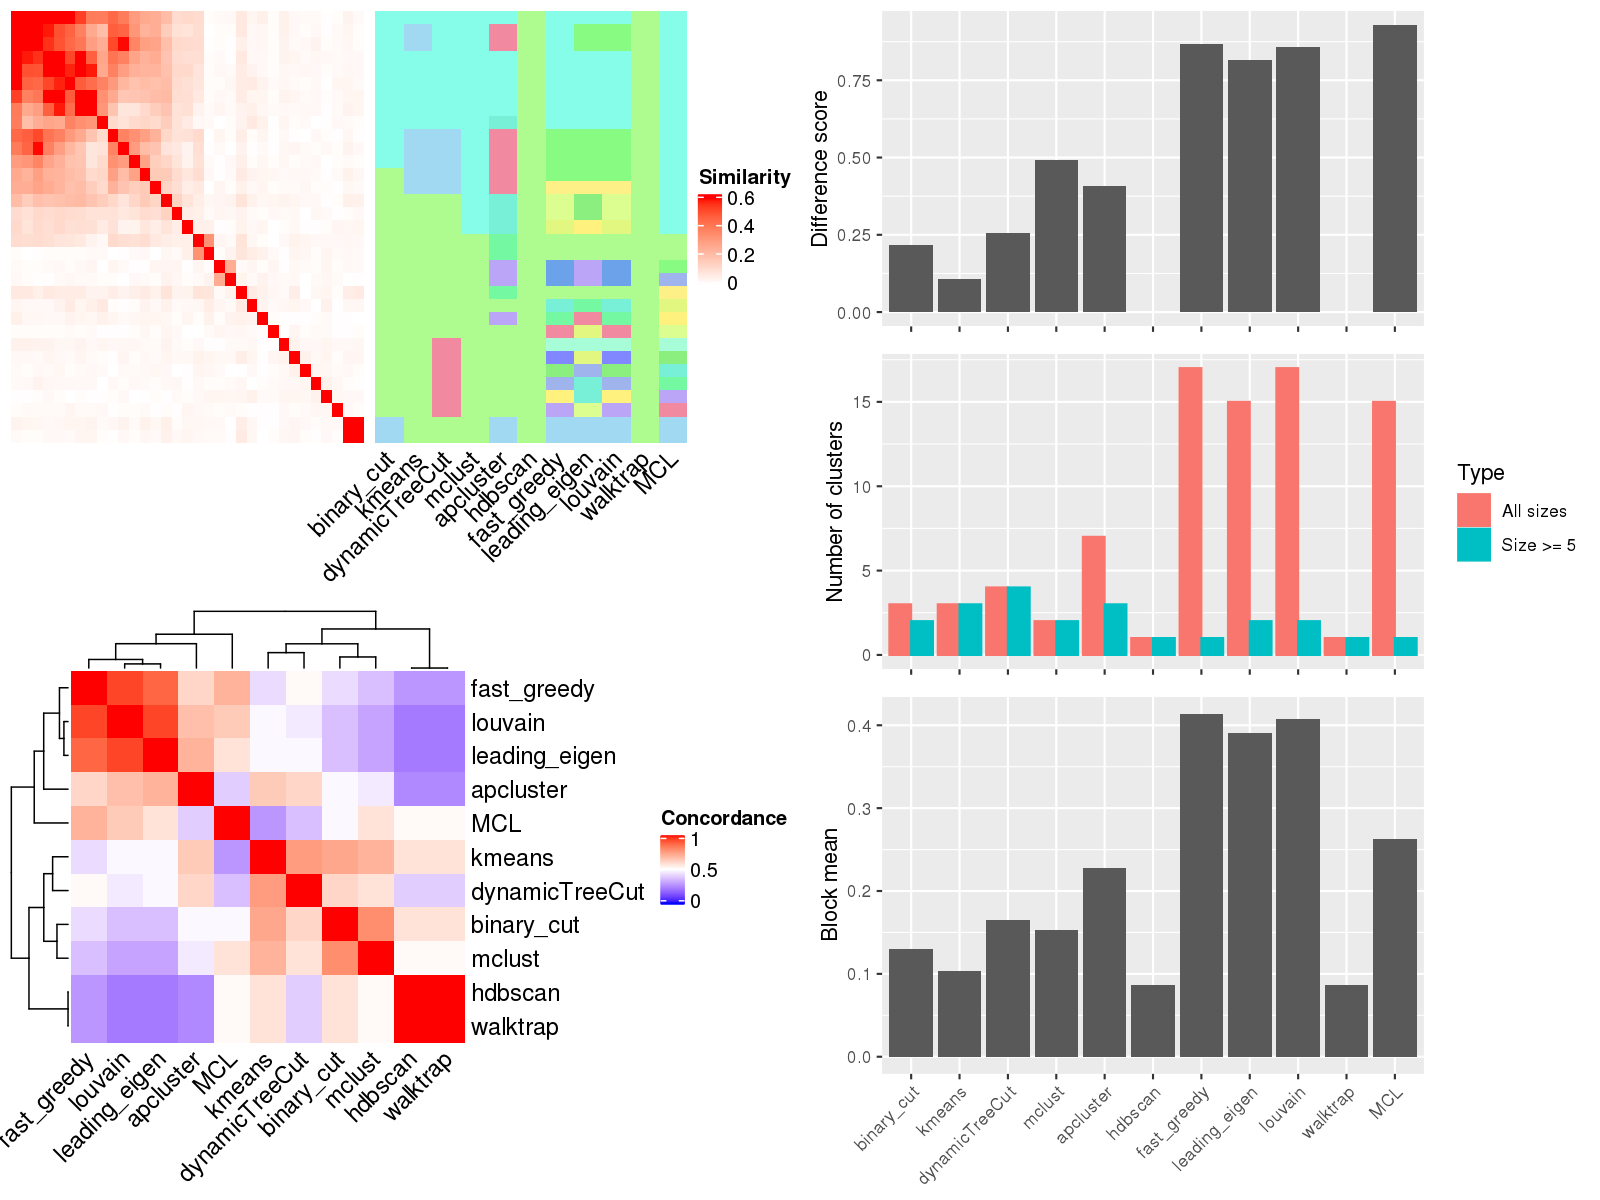 Similarity
0.6
0.4
0.2
0
binary_cut
kmeans
dynamicTreeCut
mclust
apcluster
hdbscan
fast_greedy
leading_eigen
louvain
walktrap
MCL
fast_greedy
louvain
leading_eigen
apcluster
MCL
kmeans
dynamicTreeCut
binary_cut
mclust
hdbscan
walktrap
Concordance
1
0.5
0
fast_greedy
louvain
leading_eigen
apcluster
MCL
kmeans
dynamicTreeCut
binary_cut
mclust
hdbscan
walktrap
Difference score
0.75
0.50
0.25
0.00
Number of clusters
15
10
5
0
Type
All sizes
Size >= 5
Block mean
0.4
0.3
0.2
0.1
0.0
binary_cut
kmeans
dynamicTreeCut
mclust
apcluster
hdbscan
fast_greedy
leading_eigen
louvain
walktrap
MCL